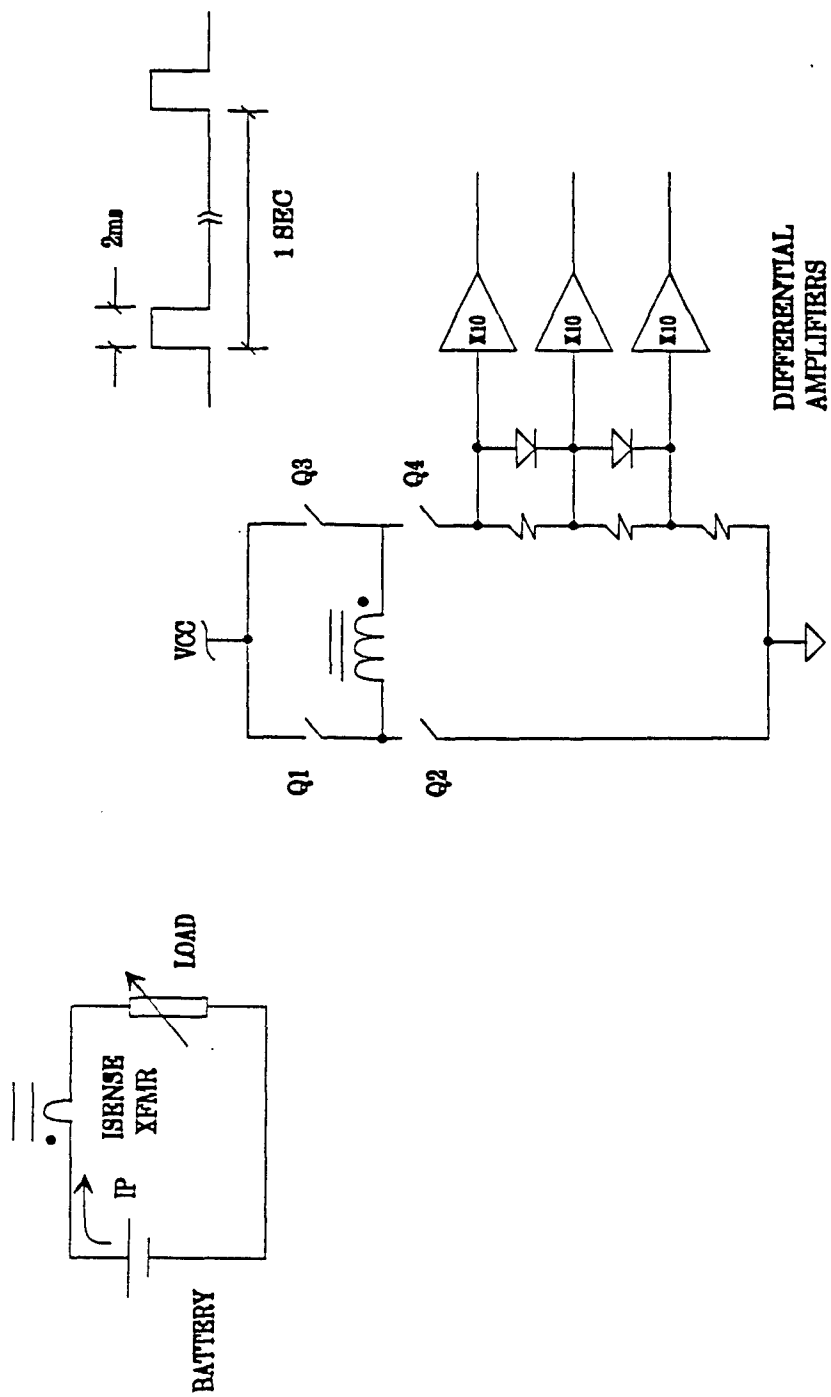 BATTERY
IP
ISENSE
XFMR
LOAD
VCC
Q1
Q3
Q2
Q4
2ms
1 SEC
X10
X10
X10
DIFFERENTIAL
AMPLIFIERS